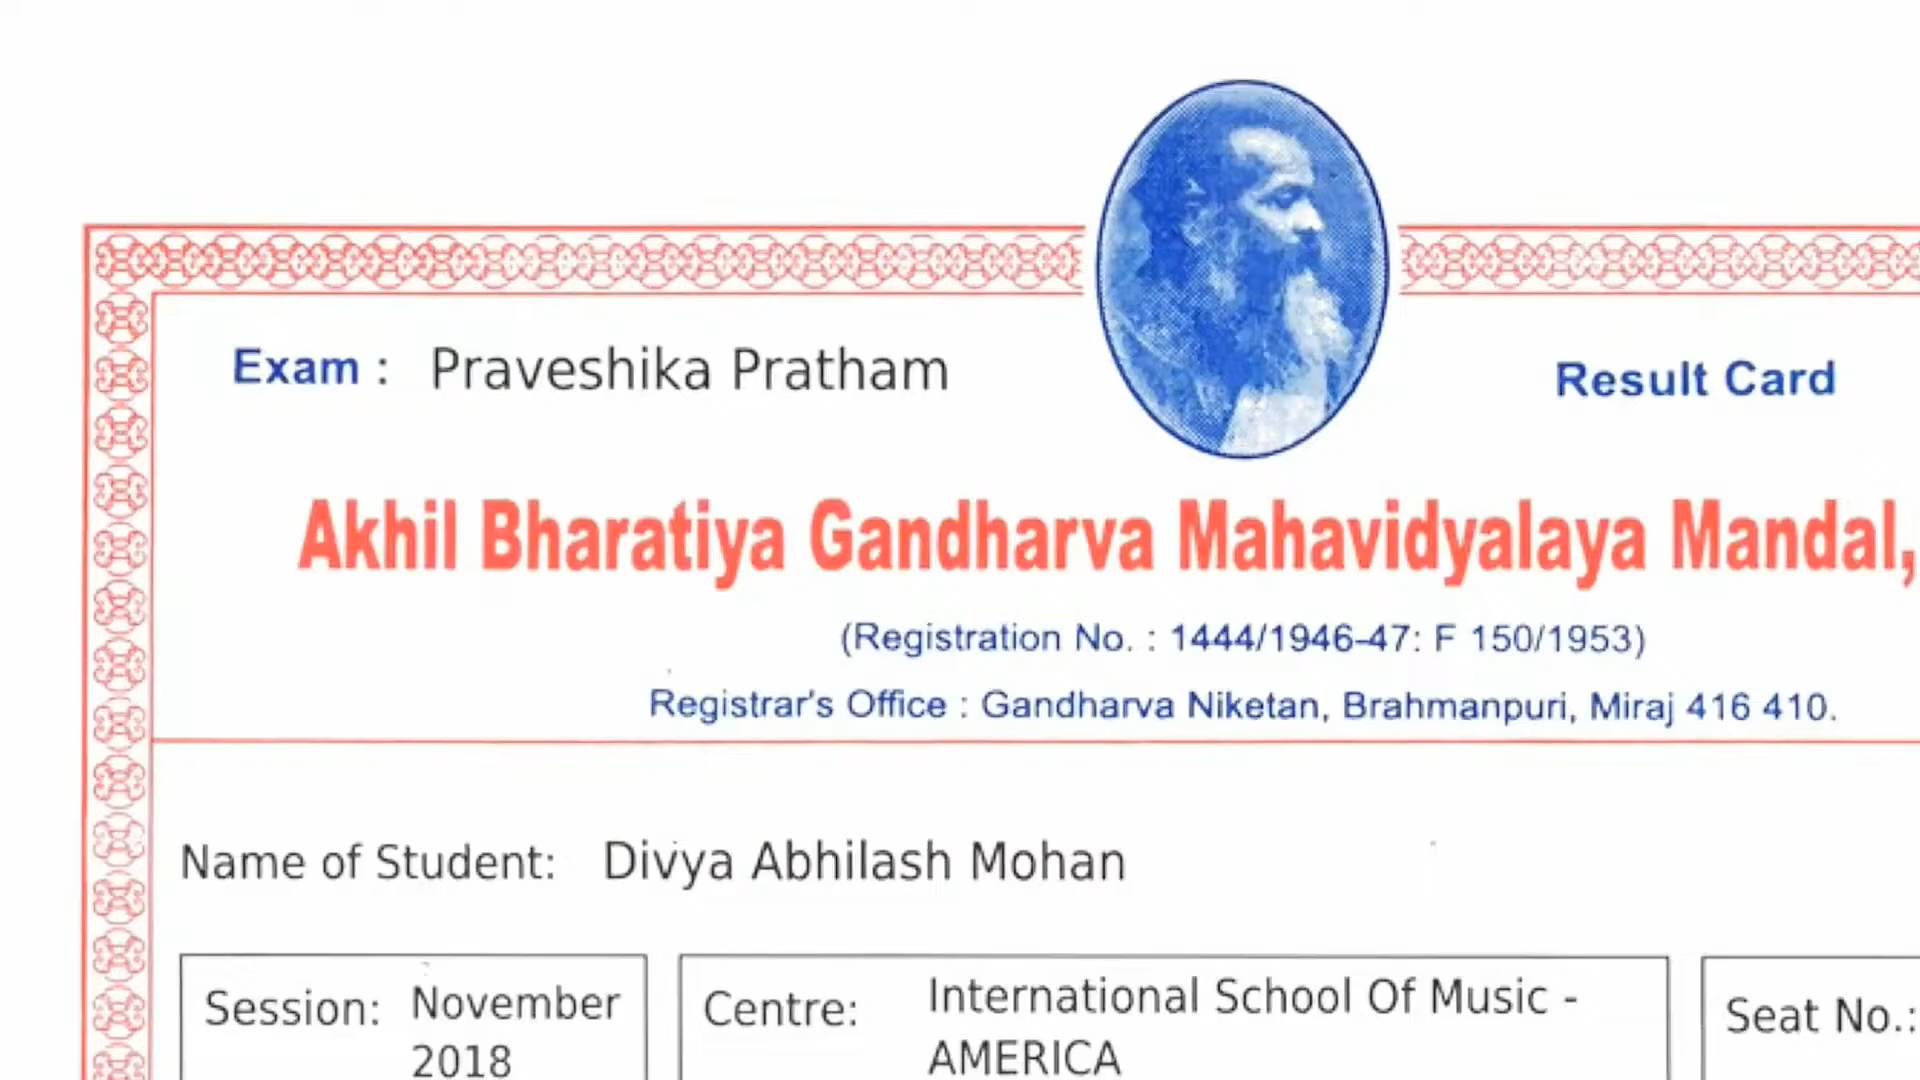 Exam : Praveshika Pratham
Result Card
Akhil Bharatiya Gandharva Mahavidyalaya Mandal,
(Registration No. : 1444/1946-47: F 150/1953)
Registrar's Office : Gandharva Niketan, Brahmanpuri, Miraj 416 410.
Name of Student: Divya Abhilash Mohan
Session: November
2018
Centre: International School Of Music -
AMERICA
Seat No.: